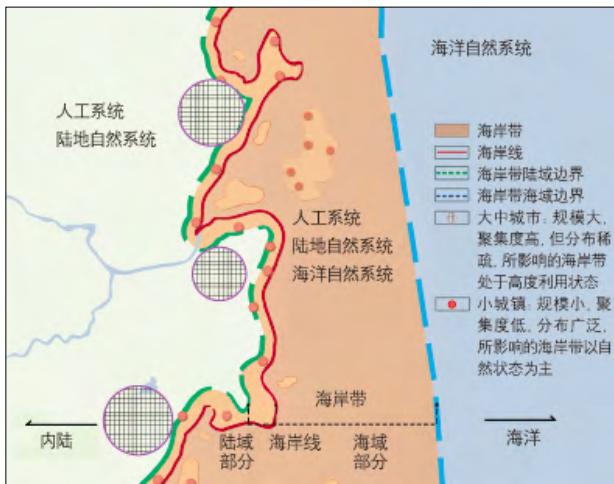 海洋自然系统
人工系统
陆地自然系统
海岸带
海岸线
海岸带陆域边界
海岸带海域边界
大中城市：规模大，
聚集度高，但分布稀
疏，所影响的海岸带
处于高度利用状态
小城镇：规模小，聚
集度低，分布广泛，
所影响的海岸带以自
然状态为主
人工系统
陆地自然系统
海洋自然系统
海岸带
内陆
陆域
部分
海岸线
海域
部分
海洋